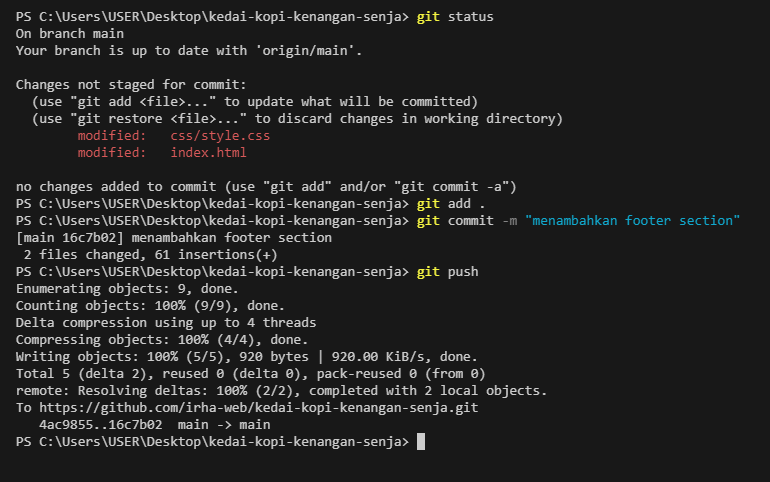 PS C:\Users\USER\Desktop\kedai-kopi-kenangan-senja> git status
On branch main
Your branch is up to date with 'origin/main'.
Changes not staged for commit:
(use "git add <file>..." to update what will be committed)
(use "git restore <file>..." to discard changes in working directory)
modified:   css/style.css
modified:   index.html
no changes added to commit (use "git add" and/or "git commit -a")
PS C:\Users\USER\Desktop\kedai-kopi-kenangan-senja> git add .
PS C:\Users\USER\Desktop\kedai-kopi-kenangan-senja> git commit -m "menambahkan footer section"
[main 16c7b02] menambahkan footer section
2 files changed, 61 insertions(+)
PS C:\Users\USER\Desktop\kedai-kopi-kenangan-senja> git push
Enumerating objects: 9, done.
Counting objects: 100% (9/9), done.
Delta compression using up to 4 threads
Compressing objects: 100% (4/4), done.
Writing objects: 100% (5/5), 920 bytes | 920.00 KiB/s, done.
Total 5 (delta 2), reused 0 (delta 0), pack-reused 0 (from 0)
remote: Resolving deltas: 100% (2/2), completed with 2 local objects.
To https://github.com/irha-web/kedai-kopi-kenangan-senja.git
4ac9855..16c7b02  main -> main
PS C:\Users\USER\Desktop\kedai-kopi-kenangan-senja>